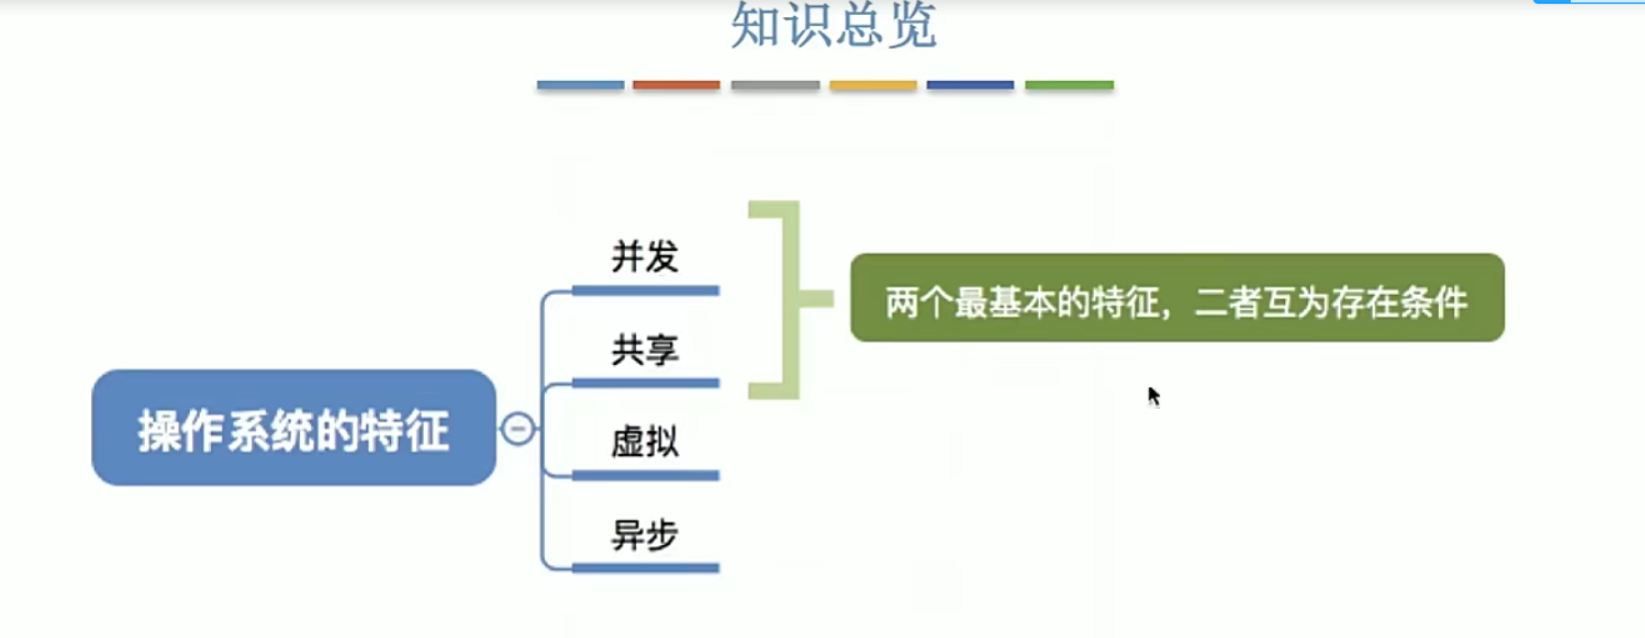 知识总览
并发
共享
虚拟
异步
操作系统的特征
两个最基本的特征，二者互为存在条件